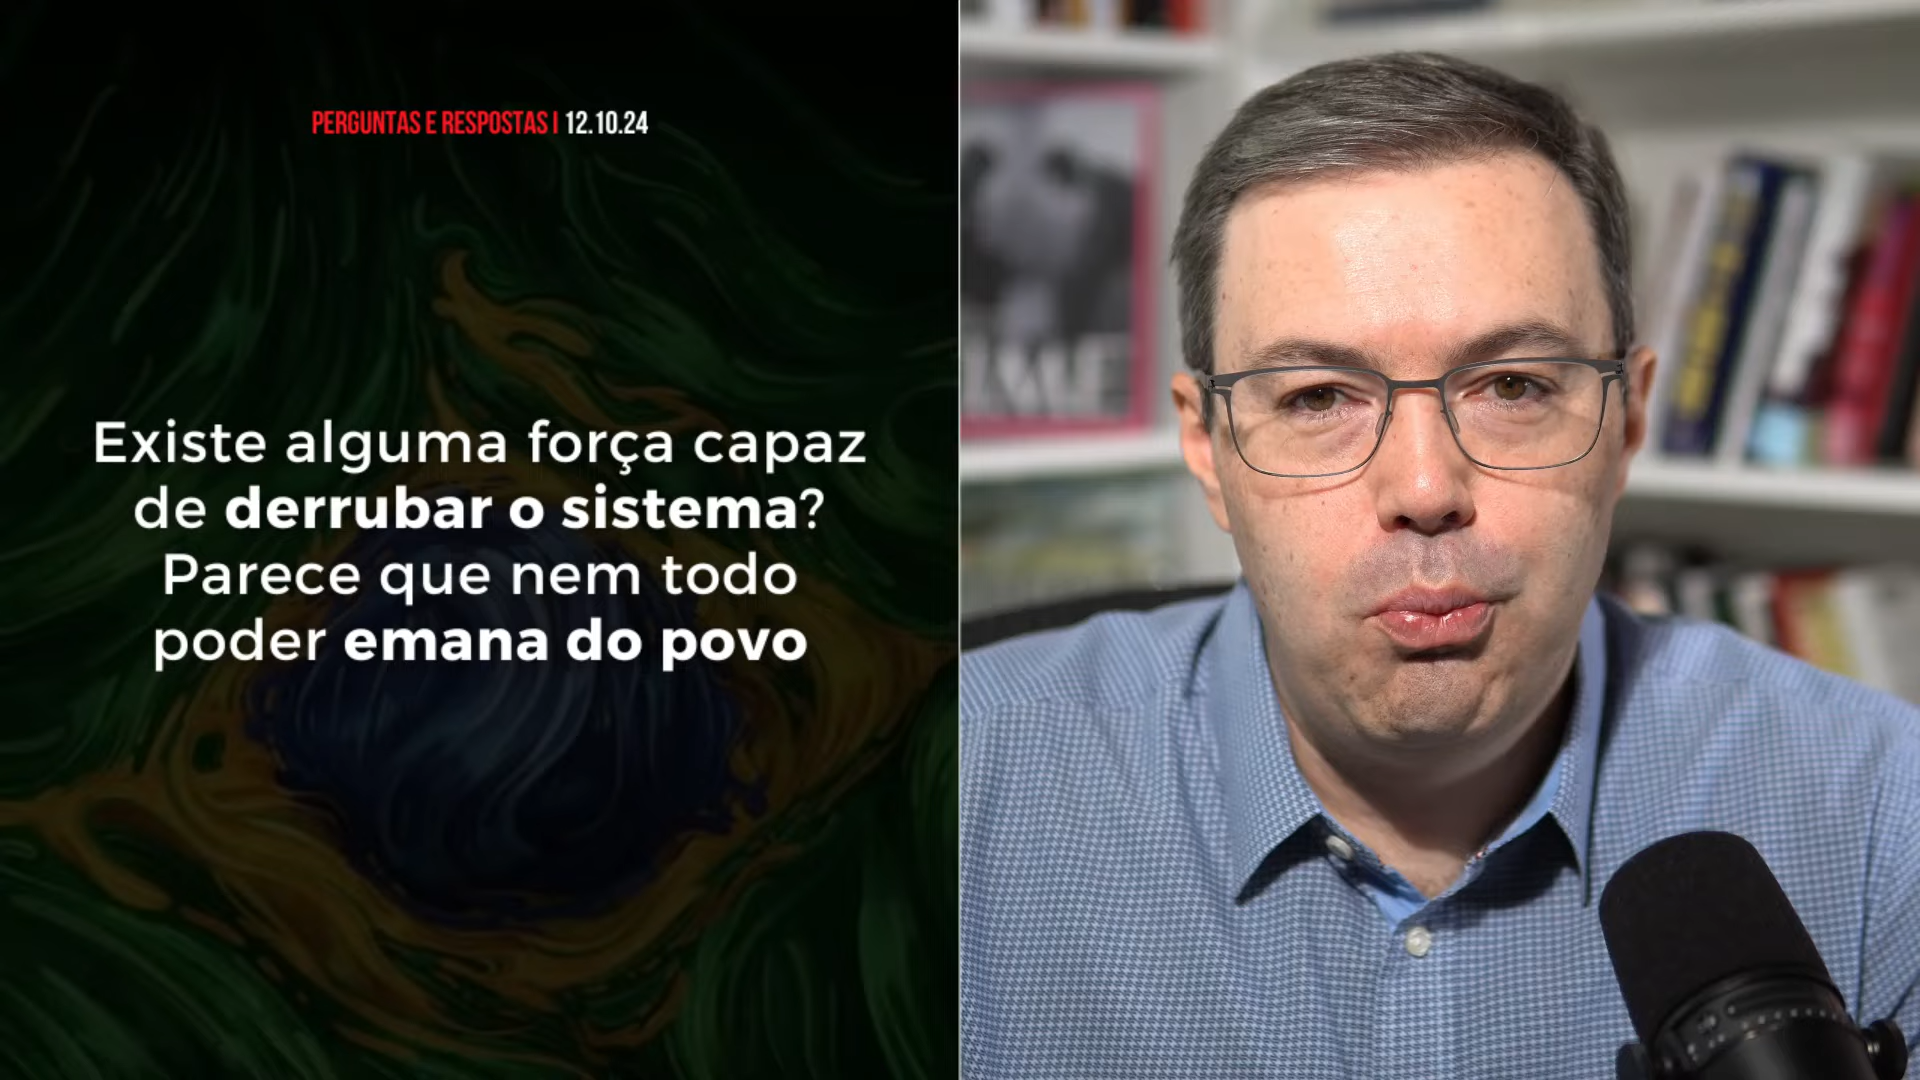 PERGUNTAS E RESPOSTAS | 12.10.24
Existe alguma força capaz
de derrubar o sistema?
Parece que nem todo
poder emana do povo